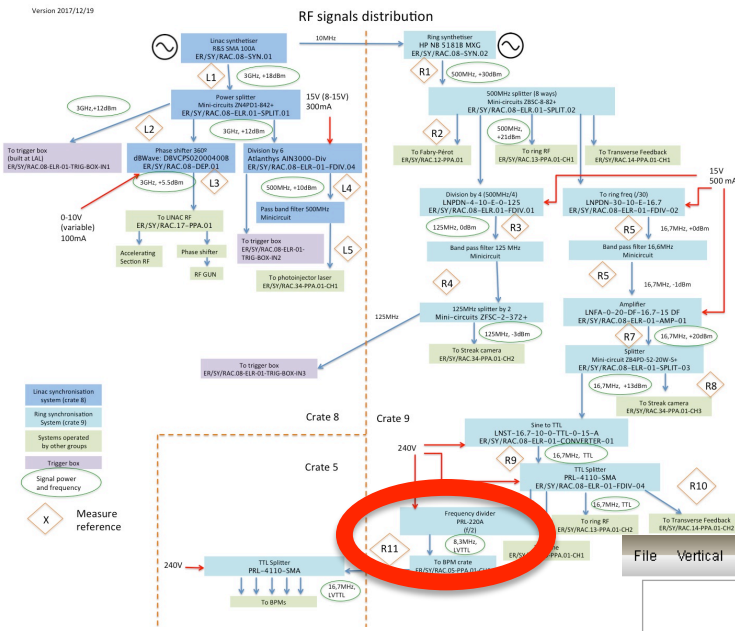 Version 2017/12/19
RF signals distribution
Linac synthetiser
R&S SMA 100A
ER/SY/RAC.08-SYN.01
10MHz
Ring synthetiser
HP NB 5181B MXG
ER/SY/RAC.08-SYN.02
L1
3GHz, +18dBm
R1
500MHz, +30dBm
3GHz,+12dBm
Power splitter
Mini-circuits ZN4PD1-842+
ER/SY/RAC.08-ELR-01-SPLIT.01
15V (8-15V)
300mA
500MHz splitter (8 ways)
Mini-circuits ZBSC-8-82+
ER/SY/RAC.08-ELR-01-SPLIT.02
L2
3GHz, +12dBm
R2
500MHz,
+21dBm
To trigger box
(built at LAL)
ER/SY/RAC.08-ELR-01-TRIG-BOX-IN1
Phase shifter 360º
dBWave: DBVCPS02000400B
ER/SY/RAC.08-DEP.01
Division by 6
Atlanthys AIN3000-Div
ER/SY/RAC.08-ELR-01-FDIV.04
To Fabry-Pérot
ER/SY/RAC.12-PPA.01
To ring RF
ER/SY/RAC.13-PPA.01-CH1
To Transverse Feedback
ER/SY/RAC.14-PPA.01-CH1
3GHz, +5.5dBm
L3
500MHz, +10dBm
L4
15V
500 mA
0-10V
(variable)
100mA
Pass band filter 500MHz
Minicircuit
Division by 4 (500MHz/4)
LNPDN-4-10-E-0-125
ER/SY/RAC.08-ELR.01-FDIV.01
To ring freq (/30)
LNPDN-30-10-E-16.7
ER/SY/RAC.08-ELR-01-FDIV-02
To LINAC RF
ER/SY/RAC.17-PPA.01
125MHz, 0dBm
R3
R5
16,7MHz, +0dBm
Accelerating
Section RF
Phase shifter
RF GUN
To trigger box
ER/SY/RAC.08-ELR-01-
TRIG-BOX-IN2
L5
Band pass filter 125 MHz
Minicircuit
Band pass filter 16,6MHz
Minicircuit
To photoinjector laser
ER/SY/RAC.34-PPA.01-CH1
R4
R5
16,7MHz, -1dBm
125MHz
125MHz splitter by 2
Mini-circuits ZFSC-2-372+
Amplifier
LNFA-0-20-DF-16.7-15 DF
ER/SY/RAC.08-ELR-01-AMP-01
125MHz, -3dBm
R7
16,7MHz, +20dBm
To Streak camera
ER/SY/RAC.34-PPA.01-CH2
Splitter
Mini-circuit ZB4PD-52-20W-S+
ER/SY/RAC.08-ELR-01-SPLIT-03
To trigger box
ER/SY/RAC.08-ELR-01-TRIG-BOX-IN3
16,7MHz, +13dBm
R8
To Streak camera
ER/SY/RAC.34-PPA.01-CH3
Linac synchronisation
system (crate 8)
Ring synchronisation
System (crate 9)
Systems operated
by other groups
Trigger box
Signal power
and frequency
X
Measure
reference
Crate 8
Crate 9
Crate 5
Sine to TTL
LNST-16.7-10-0-TTL-0-15-A
ER/SY/RAC.08-ELR-01-CONVERTER-01
240V
R9
16,7MHz, TTL
TTL Splitter
PRL-4110-SMA
ER/SY/RAC.08-ELR-01-FDIV-04
R10
16,7MHz, TTL
Frequency divider
PRL-220A
(f/2)
To ring RF
ER/SY/RAC.13-PPA.01-CH2
To Transverse Feedback
ER/SY/RAC.14-PPA.01-CH2
R11
8,3MHz,
LVTTL
ER/SY/RAC.01-PPA.01-CH1
To BPM crate
240V
TTL Splitter
PRL-4110-SMA
16,7MHz,
LVTTL
To BPMs
File Vertical